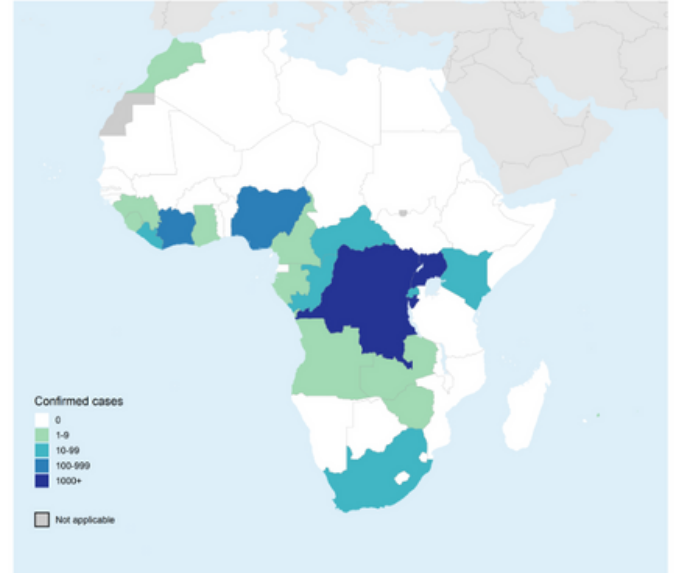 Confirmed cases
0
1-9
10-99
100-999
1000+
Not applicable